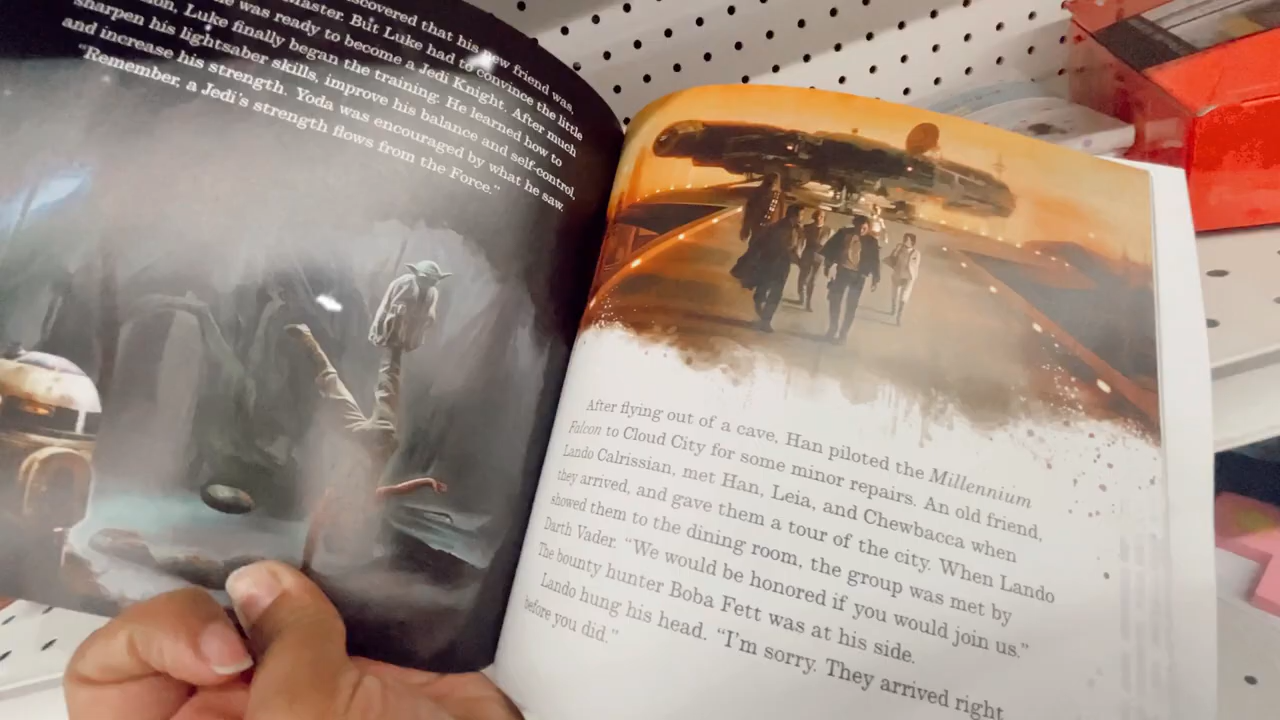 scovered that his new friend was,
Master. But Luke had to convince the little
was ready to become a Jedi Knight. After much
Luke finally began the training. He learned how to
sharpen his lightsaber skills, improve his balance and self-control,
and increase his strength. Yoda was encouraged by what he saw.
"Remember, a Jedi's strength flows from the Force."
After flying out of a cave, Han piloted the Millennium
Falcon to Cloud City for some minor repairs. An old friend,
Lando Calrissian, met Han, Leia, and Chewbacca when
they arrived, and gave them a tour of the city. When Lando
showed them to the dining room, the group was met by
Darth Vader. "We would be honored if you would join us."
The bounty hunter Boba Fett was at his side.
Lando hung his head. "I'm sorry. They arrived right
before you did."